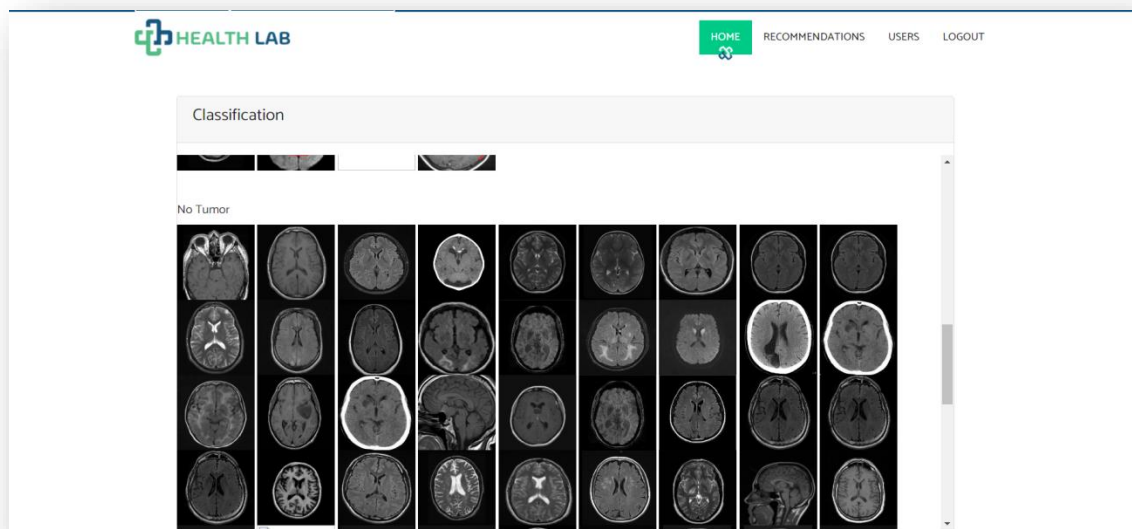 HEALTH LAB
HOME RECOMMENDATIONS USERS LOGOUT
Classification
No Tumor